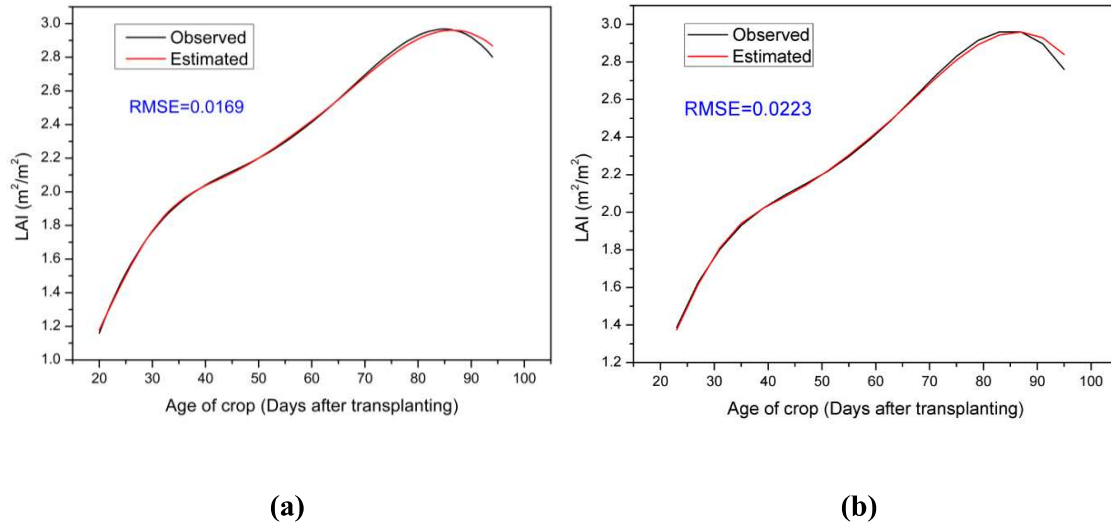 3.0
2.8
2.6
2.4
2.2
2.0
1.8
1.6
1.4
1.2
1.0
LAI (m²/m²)
Observed
Estimated
RMSE=0.0169
20 30 40 50 60 70 80 90 100
Age of crop (Days after transplanting)
(a)
3.0
2.8
2.6
2.4
2.2
2.0
1.8
1.6
1.4
1.2
LAI (m²/m²)
Observed
Estimated
RMSE=0.0223
20 30 40 50 60 70 80 90 100
Age of crop (Days after transplanting)
(b)